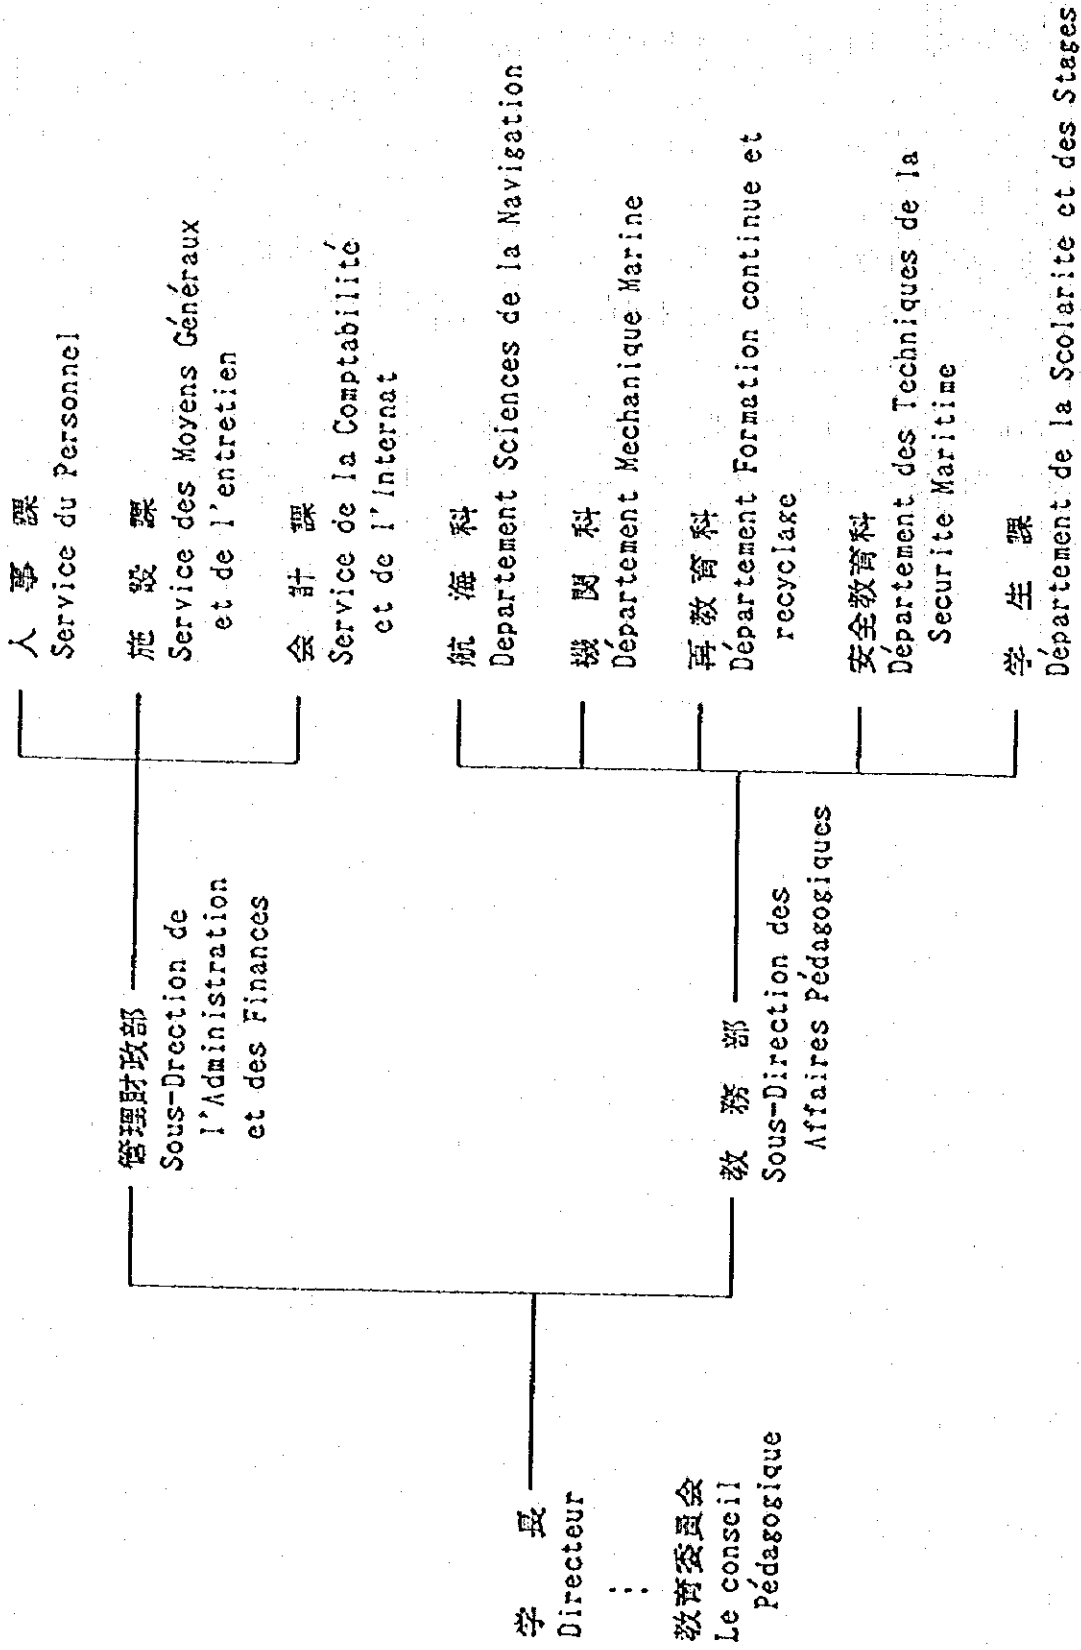 学長
Directeur
⋮
教育委員会
Le conseil
Pédagogique
管理財政部
Sous-Drection de
l'Administration
et des Finances
人事課
Service du Personnel
施設課
Service des Moyens Généraux
et de l'entretien
会計課
Service de la Comptabilité
et de l'Internat
教務部
Sous-Direction des
Affaires Pédagogiques
航海科
Departement Sciences de la Navigation
機関科
Département Mechanique Marine
再教育科
Département Formation continue et
recyclage
安全教育科
Département des Techniques de la
Securite Maritime
学生課
Département de la Scolarite et des Stages